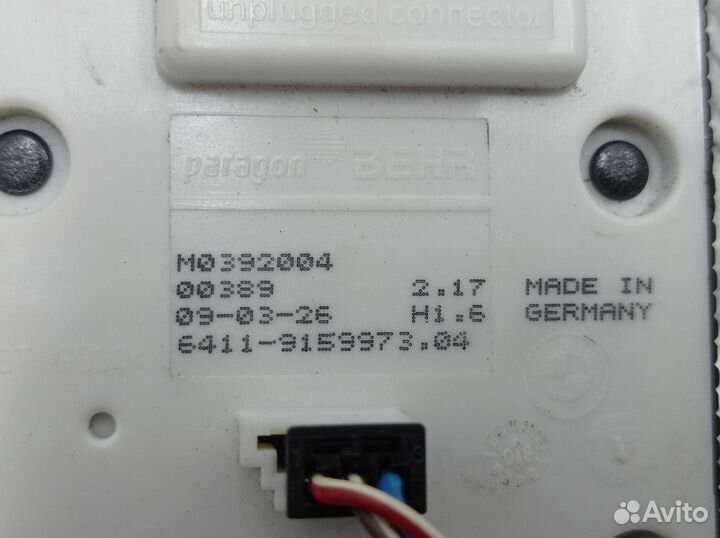 unplugged connector
paragon BEHR
M0392004
00389 2.17
09-03-26 H1.6
6411-9159973.04
MADE IN
GERMANY
Avito